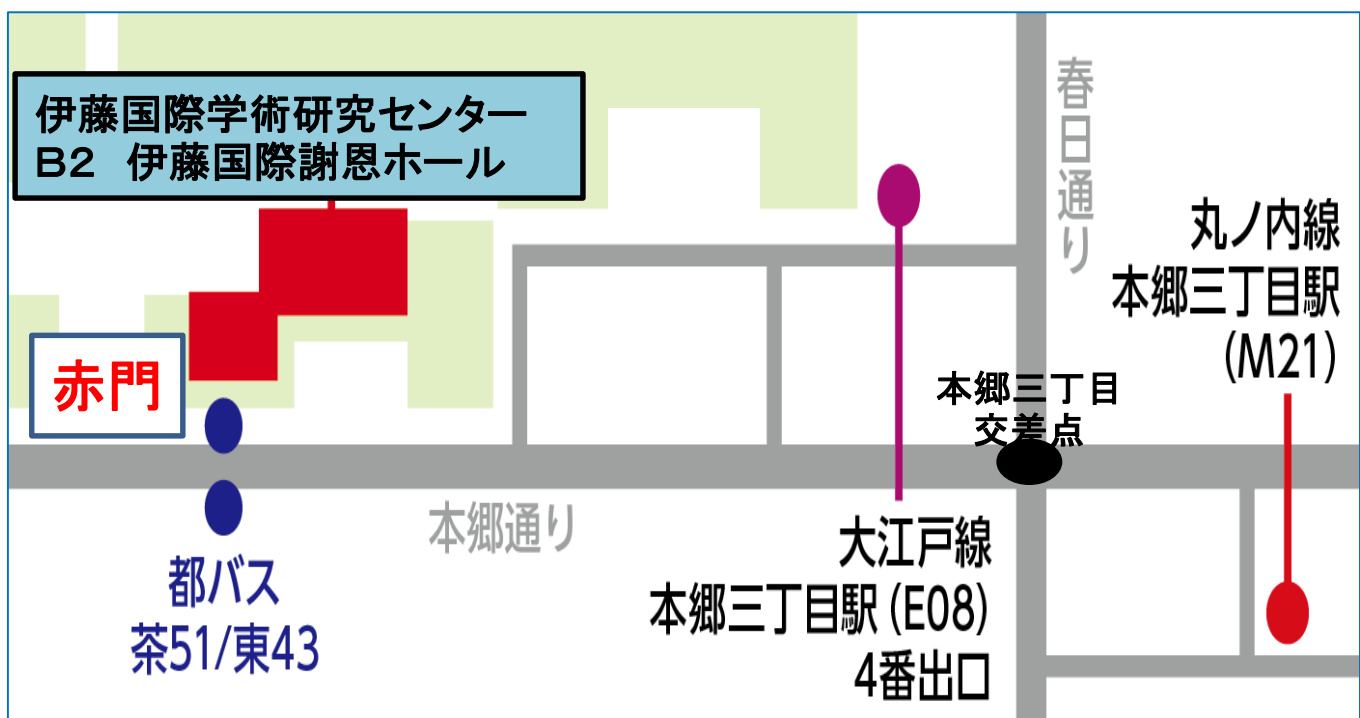 伊藤国際学術研究センター
B2 伊藤国際謝恩ホール
赤門
都バス
茶51/東43
本郷通り
大江戸線
本郷三丁目駅 (E08)
4番出口
本郷三丁目
交差点
春日通り
丸ノ内線
本郷三丁目駅
(M21)